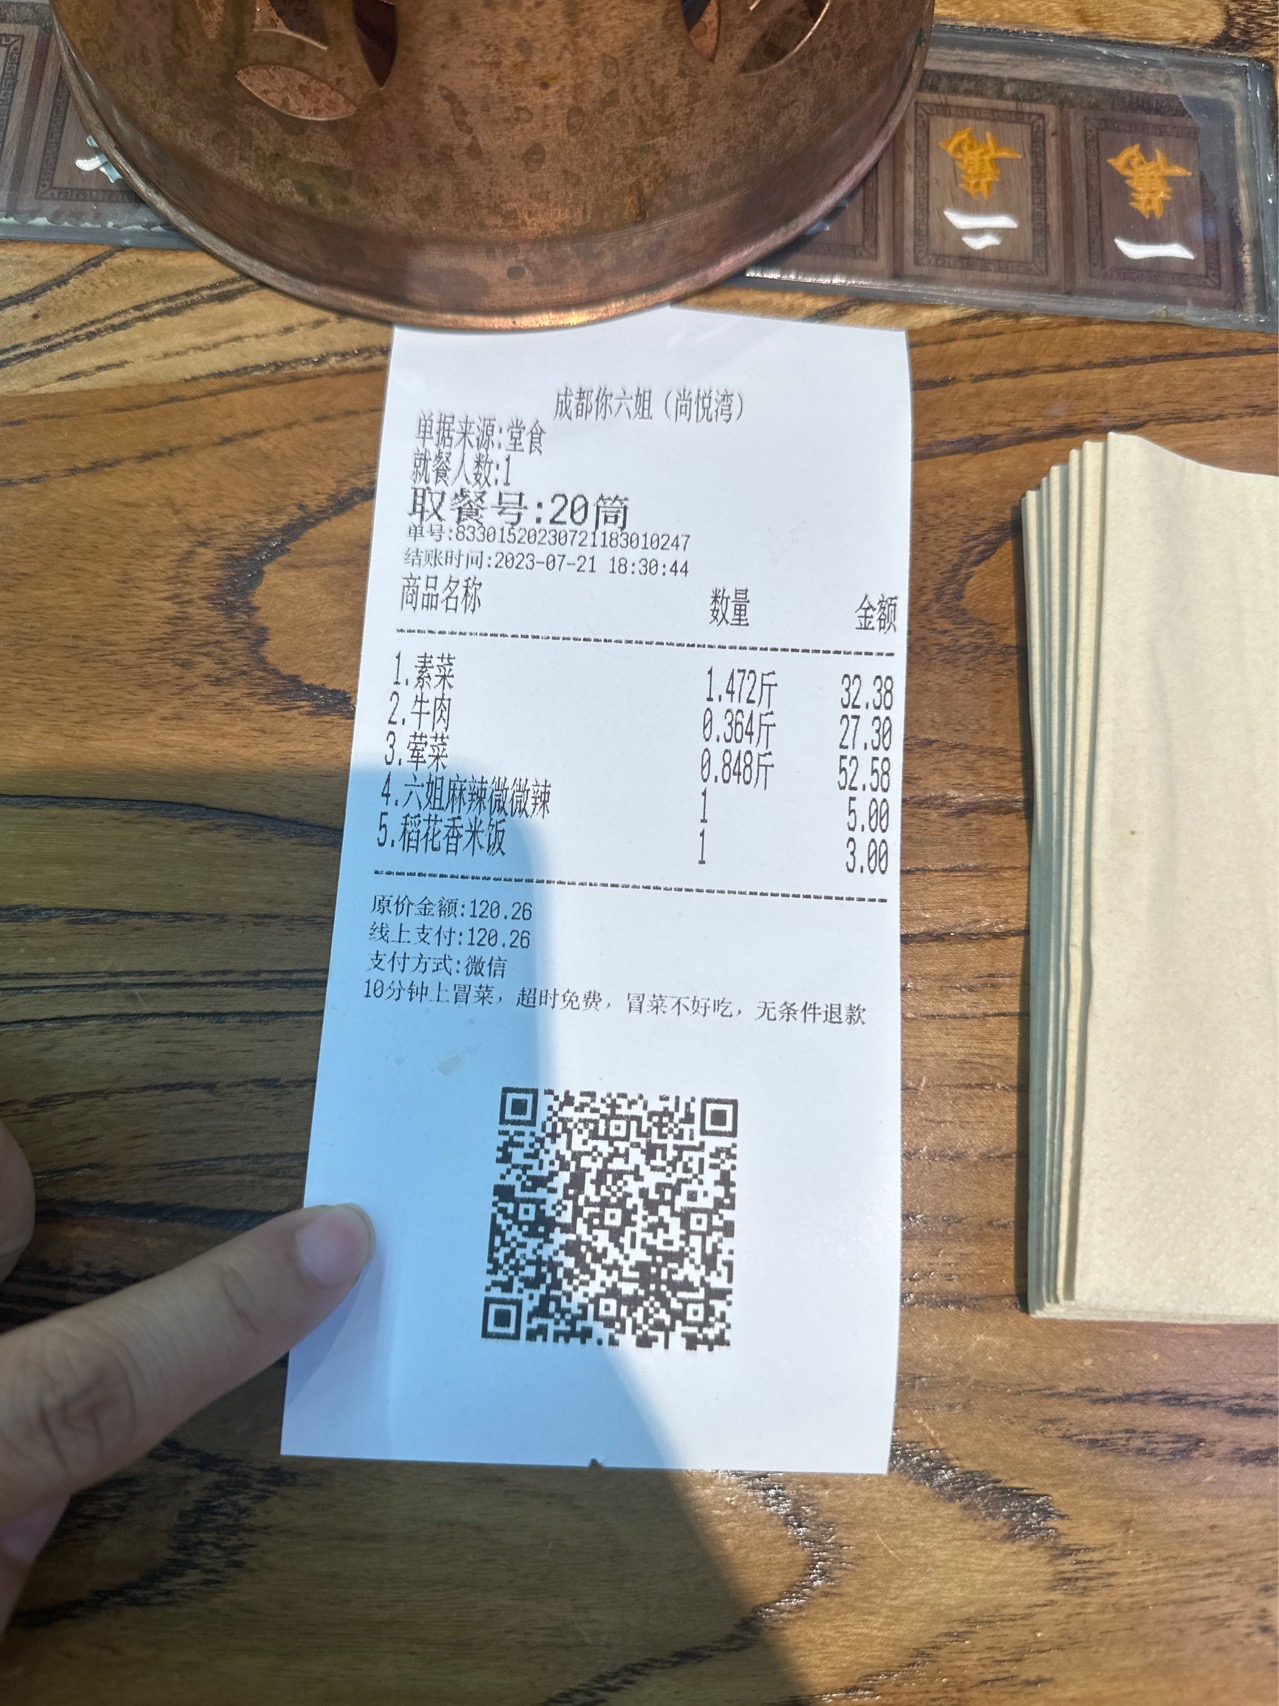 二萬
一萬
成都你六姐（尚悦湾）
单据来源:堂食
就餐人数:1
取餐号:20筒
单号:83301520230721183010247
结账时间:2023-07-21 18:30:44
商品名称 数量 金额
1.素菜 1.472斤 32.38
2.牛肉 0.364斤 27.30
3.荤菜 0.848斤 52.58
4.六姐麻辣微微辣 1 5.00
5.稻花香米饭 1 3.00
原价金额:120.26
线上支付:120.26
支付方式:微信
10分钟上冒菜，超时免费，冒菜不好吃，无条件退款